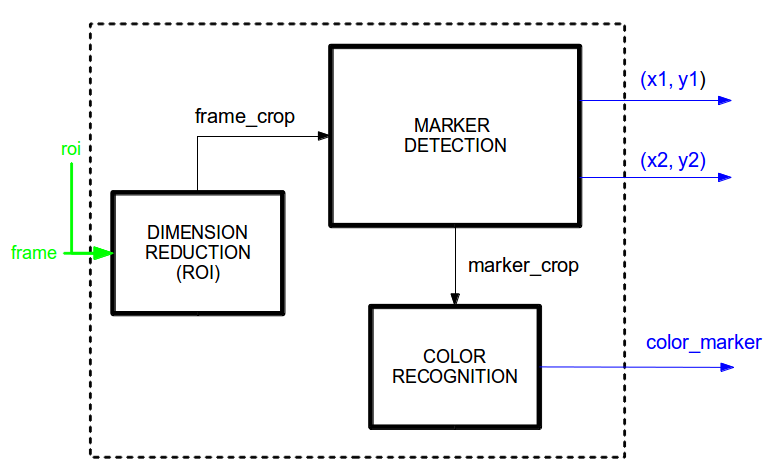 (x1, y1)
frame_crop
MARKER
DETECTION
roi
(x2, y2)
DIMENSION
REDUCTION
(ROI)
frame
marker_crop
color_marker
COLOR
RECOGNITION